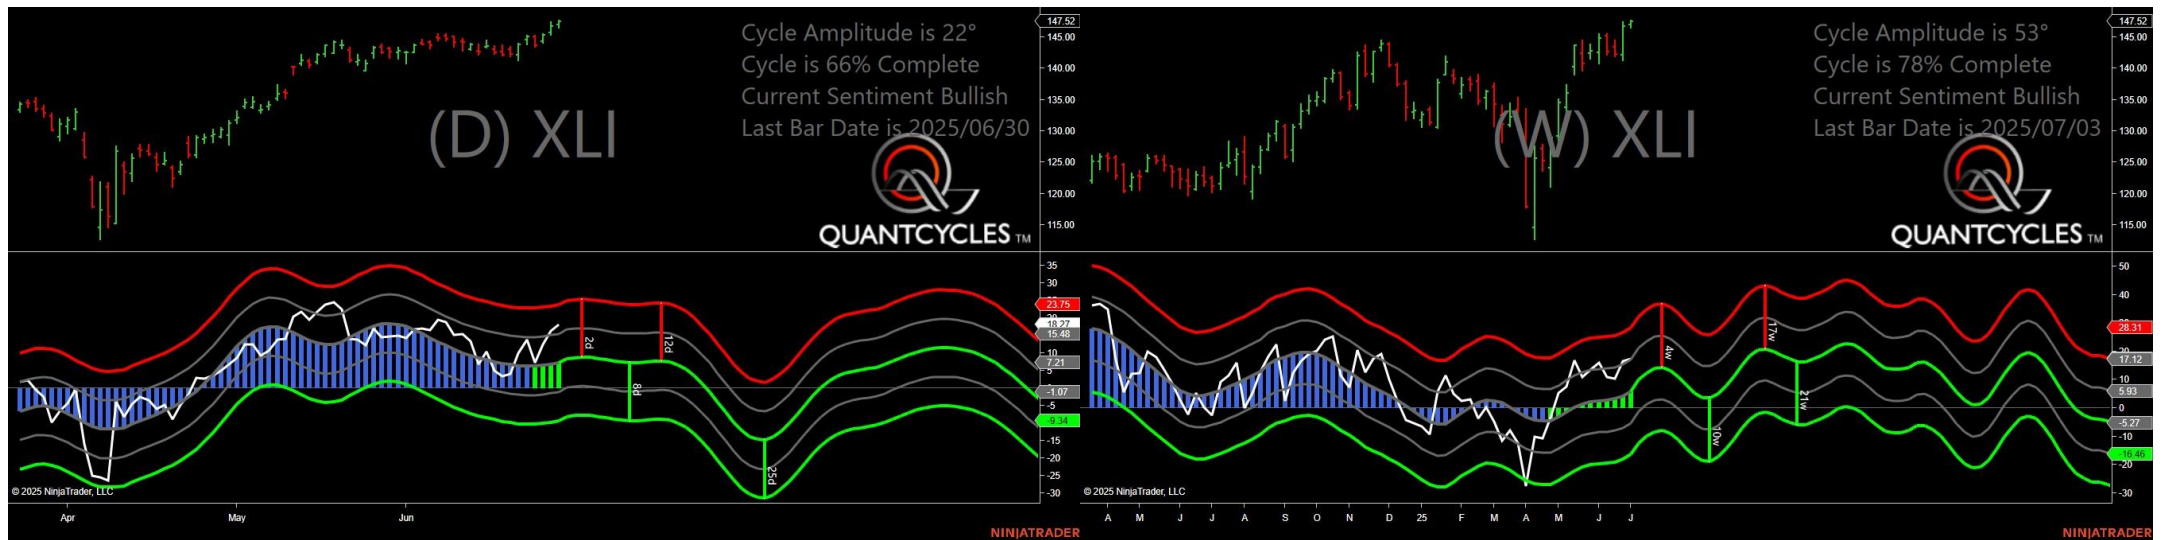 Cycle Amplitude is 22°
Cycle is 66% Complete
Current Sentiment Bullish
Last Bar Date is 2025/06/30
(D) XLI
QUANTCYCLES TM
147.52
145.00
140.00
135.00
130.00
125.00
120.00
115.00
35
30
23.75
18.27
15.48
10
7.21
-1.07
-5
-9.34
-15
-20
-25
-30
2d
12d
8d
25d
© 2025 NinjaTrader, LLC
Apr May Jun
NINJATRADER
Cycle Amplitude is 53°
Cycle is 78% Complete
Current Sentiment Bullish
Last Bar Date is 2025/07/03
(W) XLI
QUANTCYCLES TM
147.52
145.00
140.00
135.00
130.00
125.00
120.00
115.00
50
40
28.31
17.12
10
5.93
0
-5.27
-10
-16.46
-20
-30
4w
17w
10w
21w
© 2025 NinjaTrader, LLC
A M J J A S O N D 25 F M A M J J
NINJATRADER